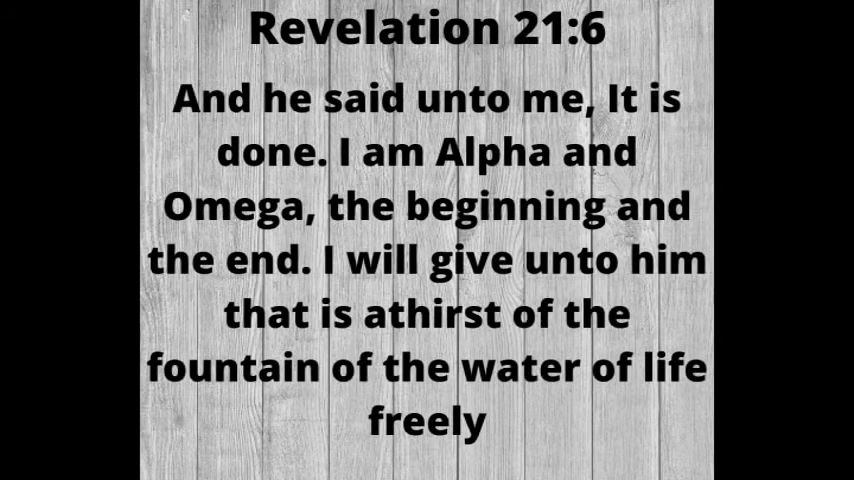 Revelation 21:6
And he said unto me, It is
done. I am Alpha and
Omega, the beginning and
the end. I will give unto him
that is athirst of the
fountain of the water of life
freely